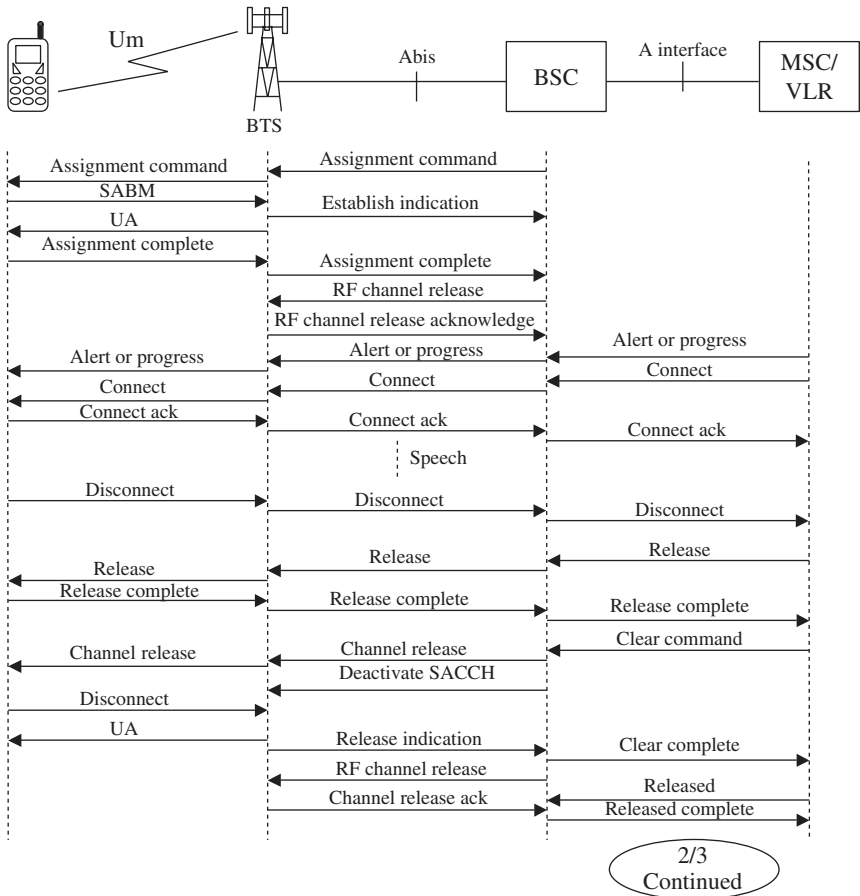 Um
Abis
A interface
BSC
MSC/
VLR
BTS
Assignment command
Assignment command
SABM
Establish indication
UA
Assignment complete
Assignment complete
RF channel release
RF channel release acknowledge
Alert or progress
Alert or progress
Alert or progress
Connect
Connect
Connect
Connect ack
Connect ack
Connect ack
Speech
Disconnect
Disconnect
Disconnect
Release
Release
Release
Release complete
Release complete
Release complete
Clear command
Channel release
Channel release
Deactivate SACCH
Disconnect
UA
Release indication
Clear complete
RF channel release
Released
Channel release ack
Released complete
2/3
Continued